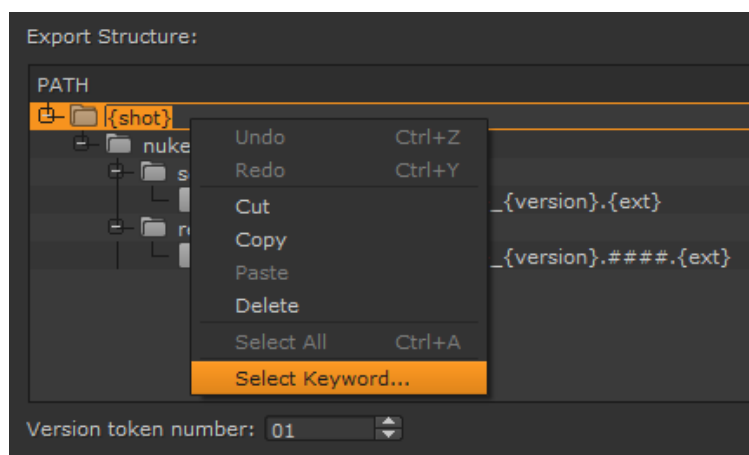 Export Structure:
PATH
{shot}
nuke
Undo Ctrl+Z
Redo Ctrl+Y
Cut
_{version}.{ext}
Copy
Paste
_{version}.####.{ext}
Delete
Select All Ctrl+A
Select Keyword...
Version token number: 01